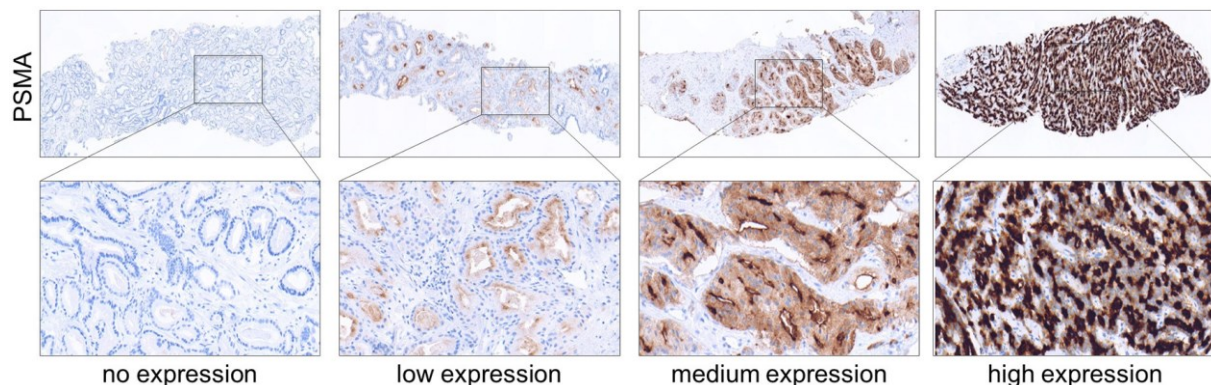 PSMA
no expression
low expression
medium expression
high expression